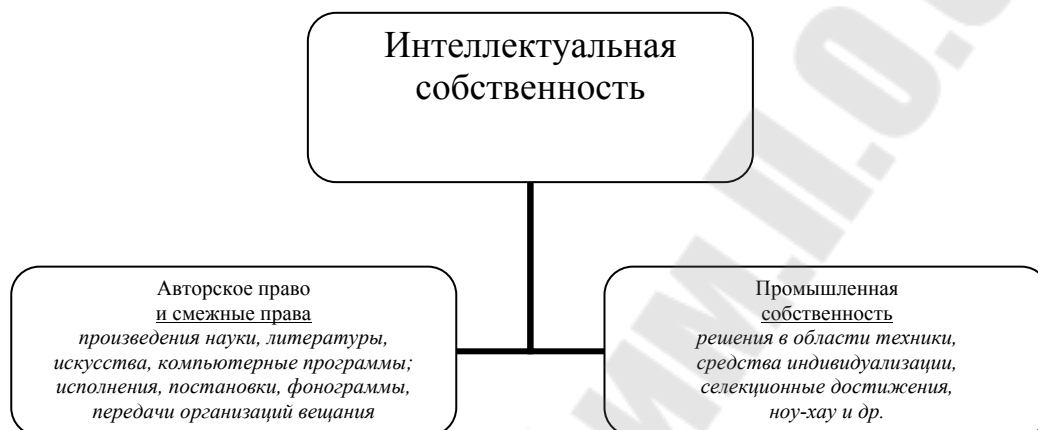 Интеллектуальная
собственность
Авторское право
и смежные права
произведения науки, литературы,
искусства, компьютерные программы;
исполнения, постановки, фонограммы,
передачи организаций вещания
Промышленная
собственность
решения в области техники,
средства индивидуализации,
селекционные достижения,
ноу-хау и др.
им.П.О.